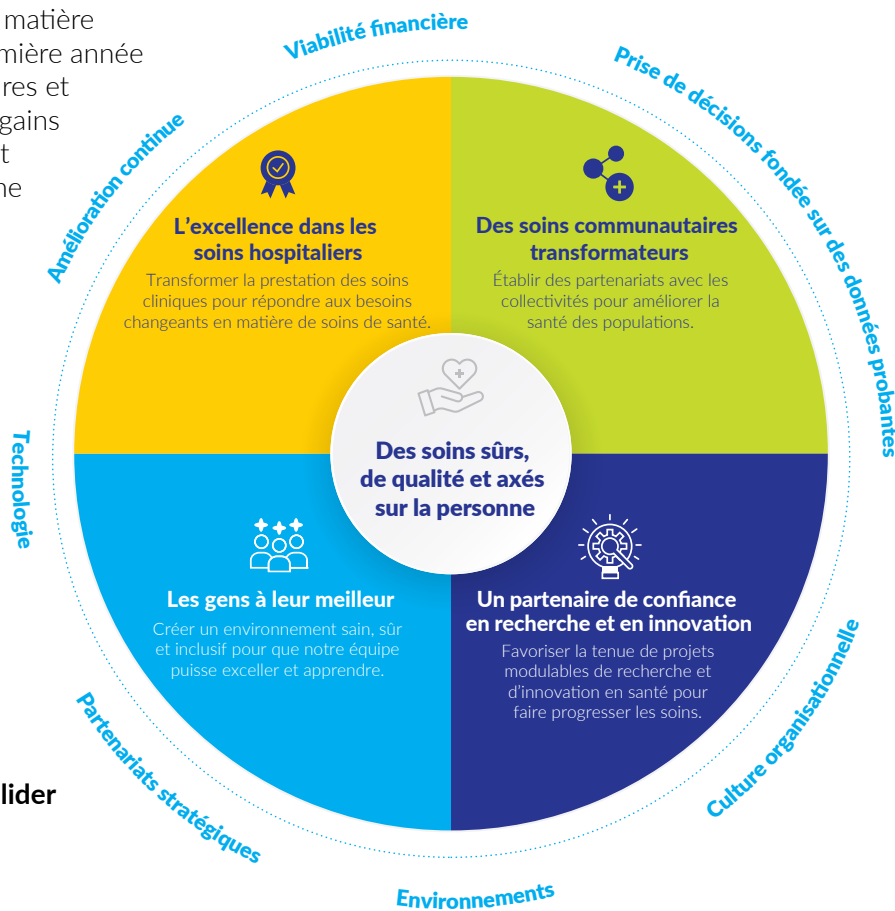 matière
mière année
res et
gains
t
ne
Viabilité financière
Prise de décisions fondée sur des données probantes
Amélioration continue
L'excellence dans les
soins hospitaliers
Transformer la prestation des soins
cliniques pour répondre aux besoins
changeants en matière de soins de santé.
Des soins communautaires
transformateurs
Établir des partenariats avec les
collectivités pour améliorer la
santé des populations.
Des soins sûrs,
de qualité et axés
sur la personne
Technologie
Les gens à leur meilleur
Créer un environnement sain, sûr
et inclusif pour que notre équipe
puisse exceller et apprendre.
Un partenaire de confiance
en recherche et en innovation
Favoriser la tenue de projets
modulables de recherche et
d'innovation en santé pour
faire progresser les soins.
Culture organisationnelle
Partenariats stratégiques
lider
Environnements